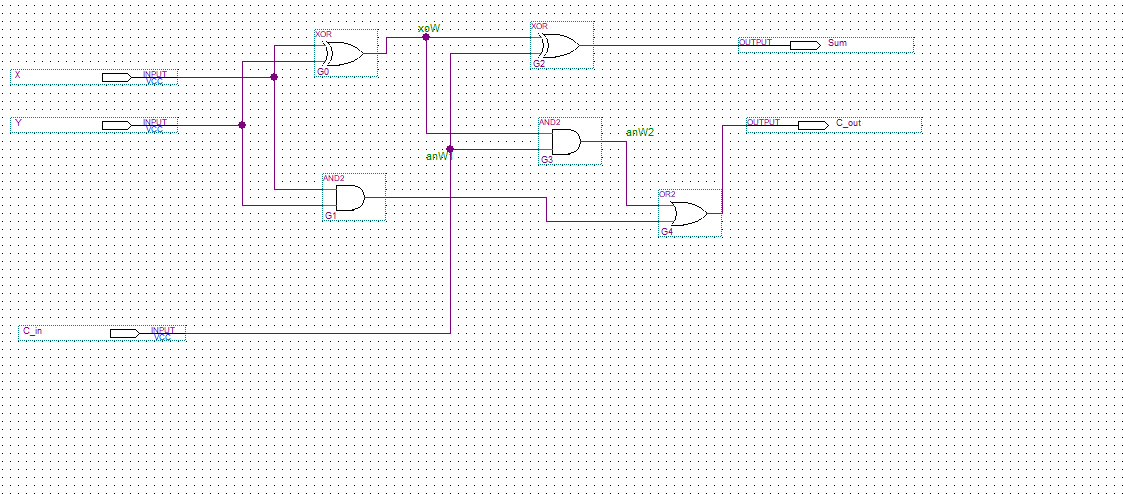 XOR
G0
xoW
XOR
G2
OUTPUT
Sum
X
INPUT
VCC
Y
INPUT
VCC
AND2
G3
anW2
OUTPUT
C_out
anW1
AND2
G1
OR2
G4
C_in
INPUT
VCC